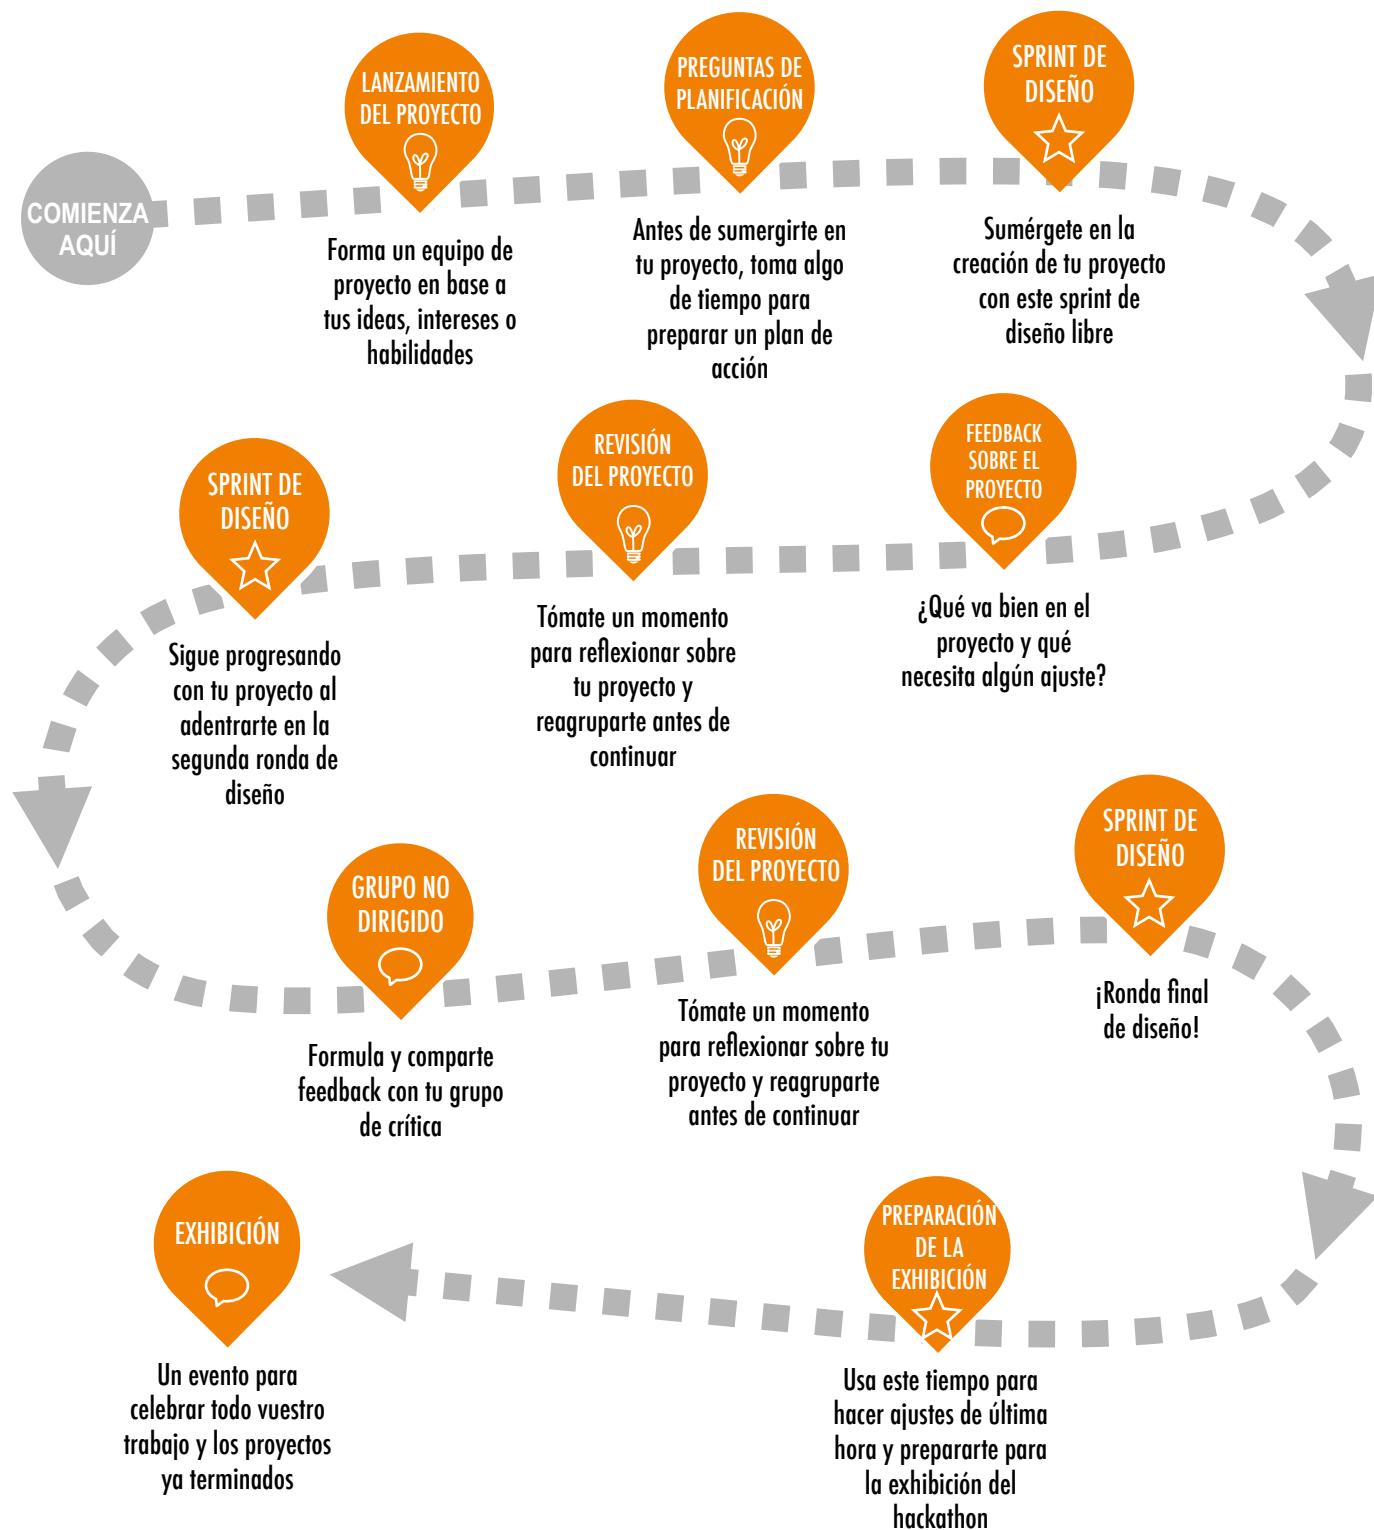 COMIENZA
AQUÍ
LANZAMIENTO
DEL PROYECTO
Forma un equipo de
proyecto en base a
tus ideas, intereses o
habilidades
PREGUNTAS DE
PLANIFICACIÓN
Antes de sumergirte en
tu proyecto, toma algo
de tiempo para
preparar un plan de
acción
SPRINT DE
DISEÑO
Sumérgete en la
creación de tu proyecto
con este sprint de
diseño libre
FEEDBACK
SOBRE EL
PROYECTO
¿Qué va bien en el
proyecto y qué
necesita algún ajuste?
REVISIÓN
DEL PROYECTO
Tómate un momento
para reflexionar sobre
tu proyecto y
reagruparte antes de
continuar
SPRINT DE
DISEÑO
Sigue progresando
con tu proyecto al
adentrarte en la
segunda ronda de
diseño
GRUPO NO
DIRIGIDO
Formula y comparte
feedback con tu grupo
de crítica
REVISIÓN
DEL PROYECTO
Tómate un momento
para reflexionar sobre tu
proyecto y reagruparte
antes de continuar
SPRINT DE
DISEÑO
¡Ronda final
de diseño!
PREPARACIÓN
DE LA
EXHIBICIÓN
Usa este tiempo para
hacer ajustes de última
hora y prepararte para
la exhibición del
hackathon
EXHIBICIÓN
Un evento para
celebrar todo vuestro
trabajo y los proyectos
ya terminados